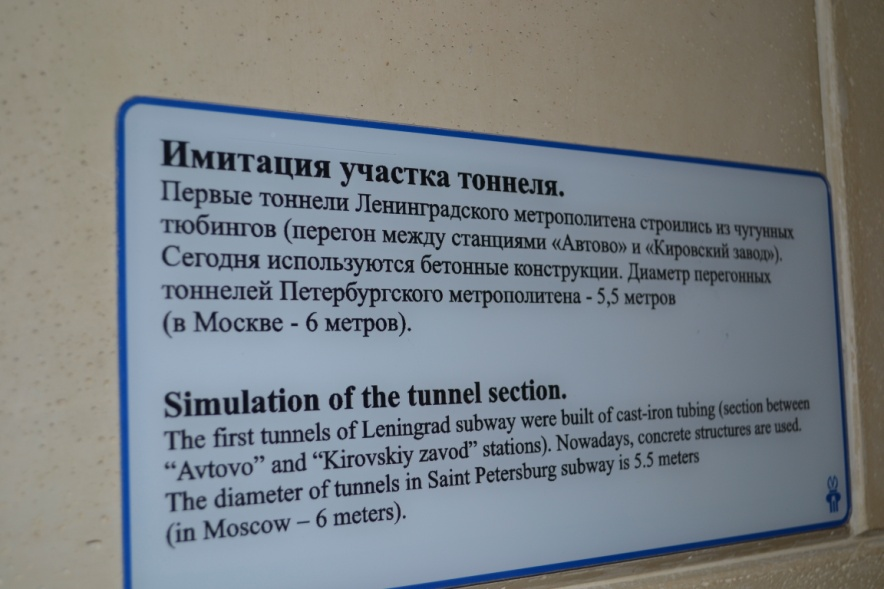 Имитация участка тоннеля.
Первые тоннели Ленинградского метрополитена строились из чугунных
тюбингов (перегон между станциями «Автово» и «Кировский завод»).
Сегодня используются бетонные конструкции. Диаметр перегонных
тоннелей Петербургского метрополитена - 5,5 метров
(в Москве - 6 метров).
Simulation of the tunnel section.
The first tunnels of Leningrad subway were built of cast-iron tubing (section between
“Avtovo” and “Kirovskiy zavod” stations). Nowadays, concrete structures are used.
The diameter of tunnels in Saint Petersburg subway is 5.5 meters
(in Moscow – 6 meters).